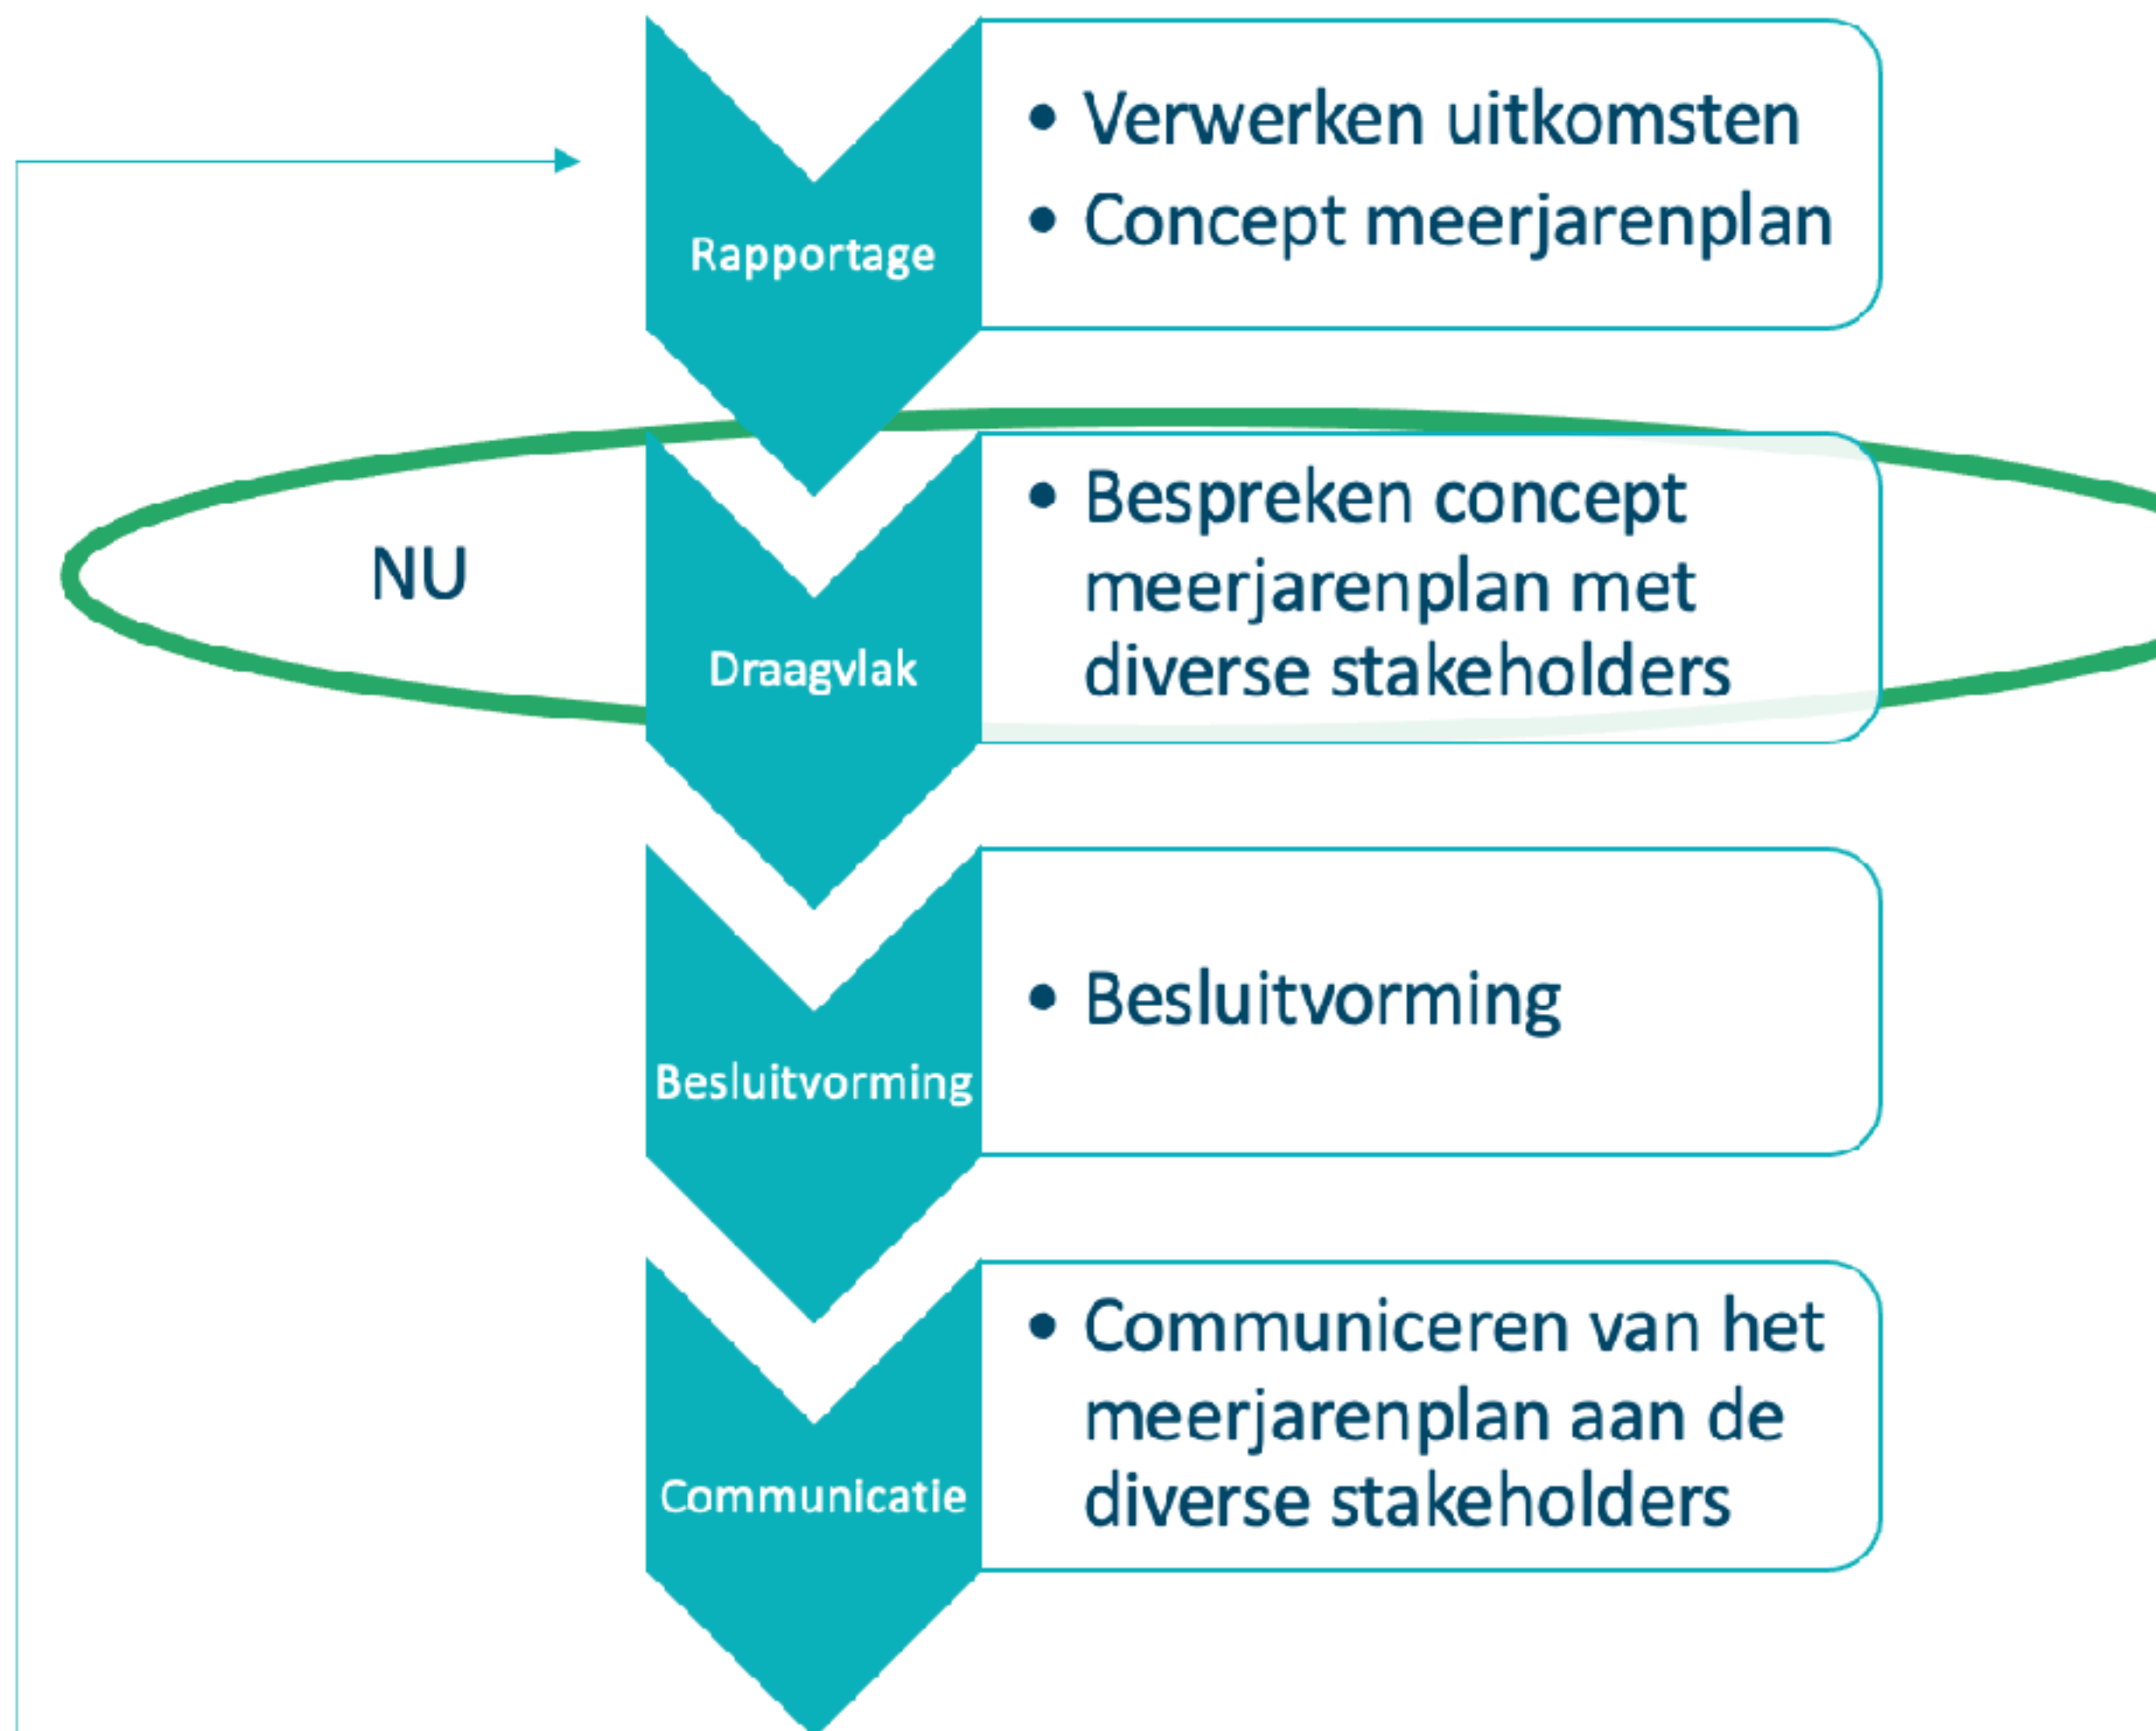 Rapportage
• Verwerken uitkomsten
• Concept meerjarenplan
NU
Draagvlak
• Bespreken concept
meerjarenplan met
diverse stakeholders
Besluitvorming
• Besluitvorming
Communicatie
• Communiceren van het
meerjarenplan aan de
diverse stakeholders